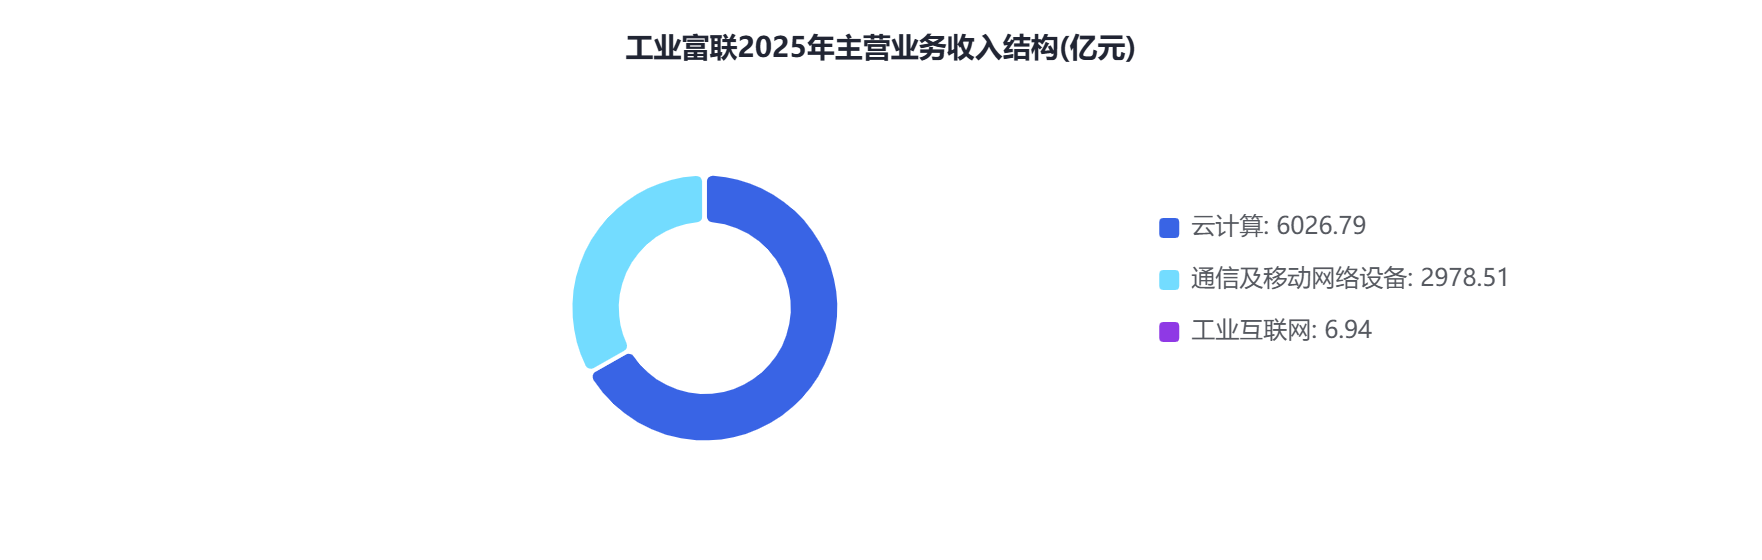 工业富联2025年主营业务收入结构(亿元)
云计算: 6026.79
通信及移动网络设备: 2978.51
工业互联网: 6.94